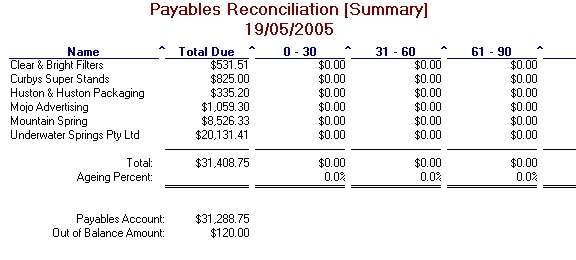 Payables Reconciliation [Summary]
19/05/2005
Name ^ Total Due ^ 0 - 30 ^ 31 - 60 ^ 61 - 90 ^
Clear & Bright Filters $531.51 $0.00 $0.00 $0.00
Curbys Super Stands $825.00 $0.00 $0.00 $0.00
Huston & Huston Packaging $335.20 $0.00 $0.00 $0.00
Mojo Advertising $1,059.30 $0.00 $0.00 $0.00
Mountain Spring $8,526.33 $0.00 $0.00 $0.00
Underwater Springs Pty Ltd $20,131.41 $0.00 $0.00 $0.00
Total: $31,408.75 $0.00 $0.00 $0.00
Ageing Percent: 0.0% 0.0% 0.0%
Payables Account: $31,288.75
Out of Balance Amount: $120.00